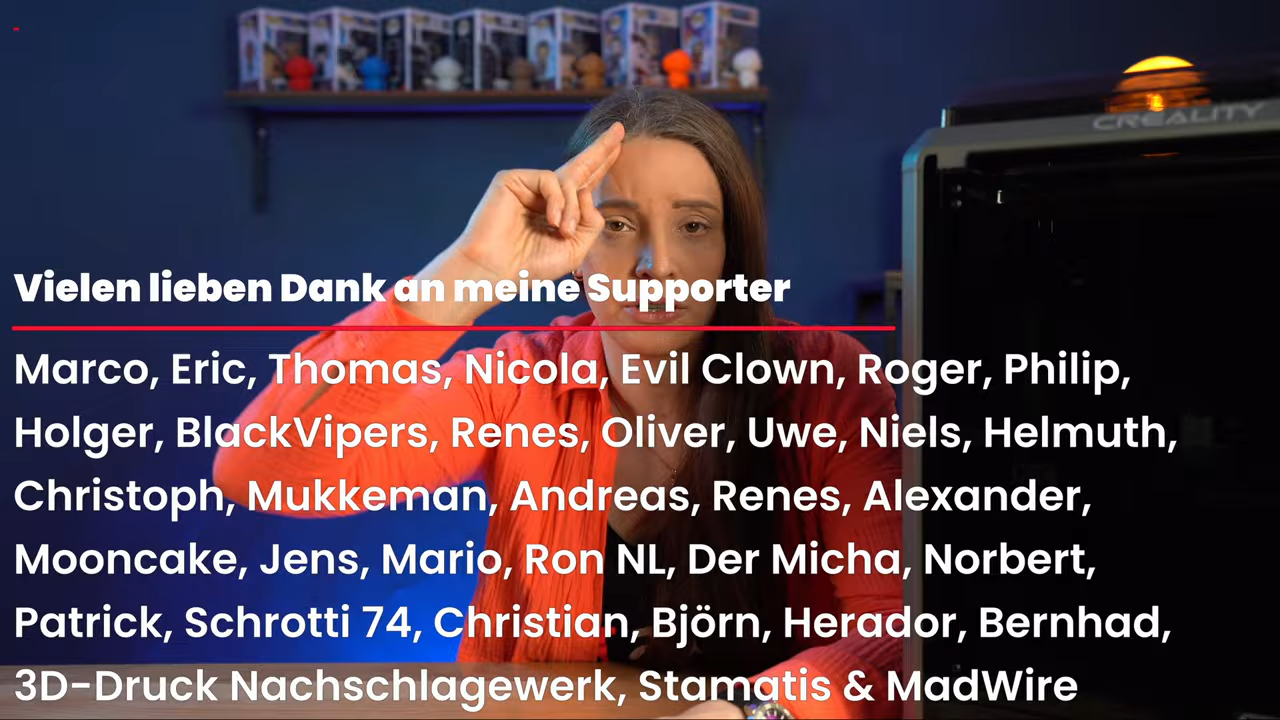 CREALITY
Vielen lieben Dank an meine Supporter
Marco, Eric, Thomas, Nicola, Evil Clown, Roger, Philip,
Holger, BlackVipers, Renes, Oliver, Uwe, Niels, Helmuth,
Christoph, Mukkeman, Andreas, Renes, Alexander,
Mooncake, Jens, Mario, Ron NL, Der Micha, Norbert,
Patrick, Schrotti 74, Christian, Björn, Herador, Bernhad,
3D-Druck Nachschlagewerk, Stamatis & MadWire